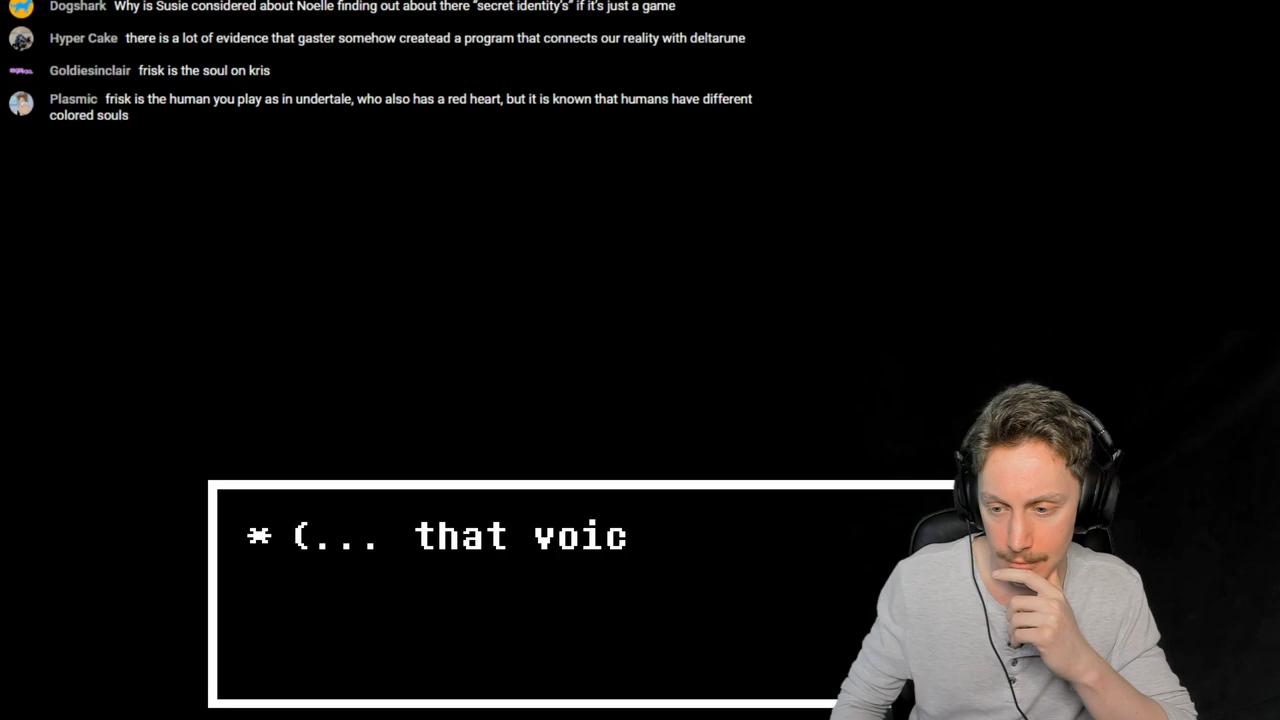 Dogshark Why is Susie considered about Noelle finding out about there “secret identity’s” if it’s just a game
Hyper Cake there is a lot of evidence that gaster somehow createad a program that connects our reality with deltarune
Goldiesinclair frisk is the soul on kris
Plasmic frisk is the human you play as in undertale, who also has a red heart, but it is known that humans have different
colored souls
* (... that voic